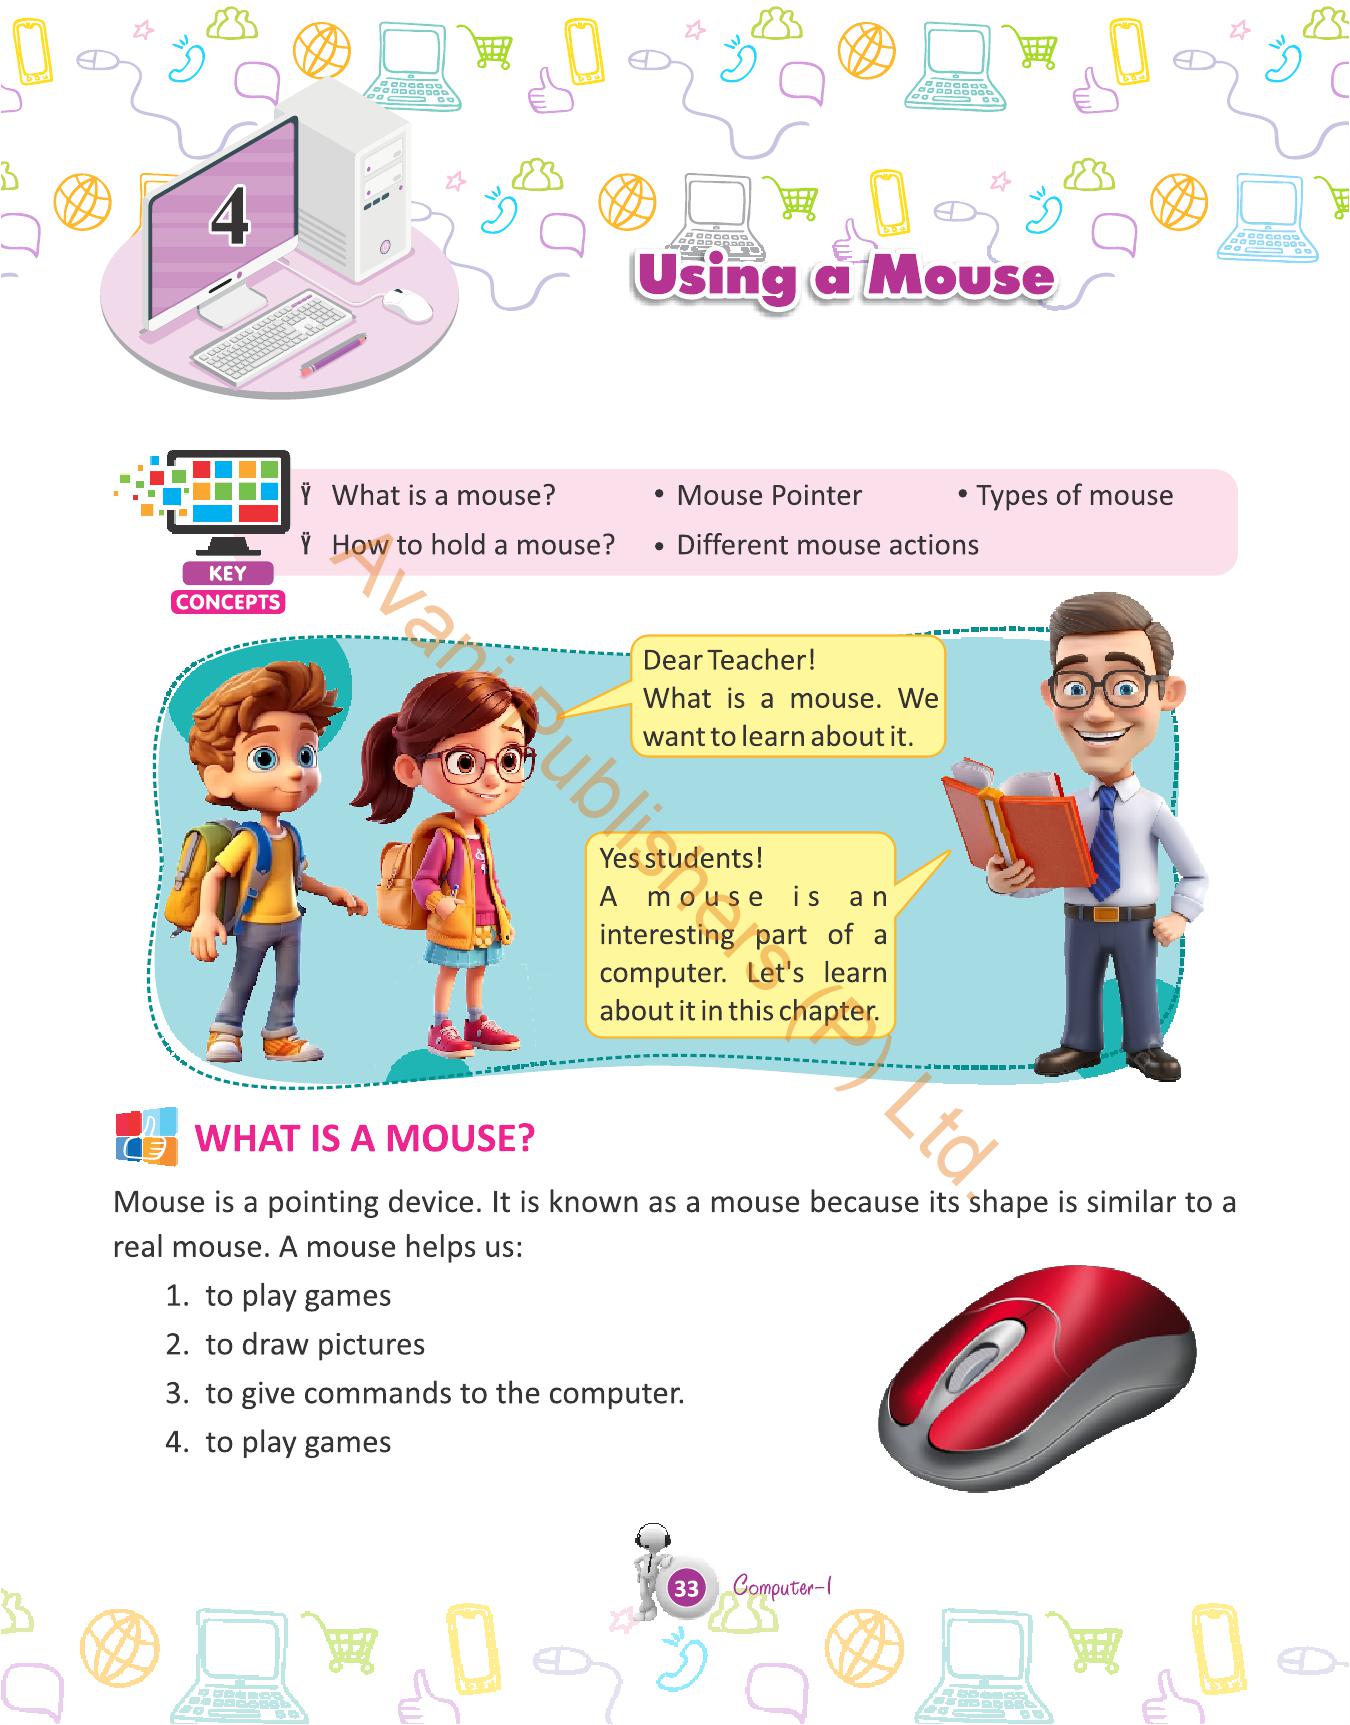 4
Using a Mouse
Ÿ What is a mouse? • Mouse Pointer • Types of mouse
Ÿ How to hold a mouse? • Different mouse actions
KEY
CONCEPTS
Dear Teacher!
What is a mouse. We
want to learn about it.
Yes students!
A mouse is an
interesting part of a
computer. Let's learn
about it in this chapter.
Avani Publishers (P) Ltd.
WHAT IS A MOUSE?
Mouse is a pointing device. It is known as a mouse because its shape is similar to a
real mouse. A mouse helps us:
1. to play games
2. to draw pictures
3. to give commands to the computer.
4. to play games
33 Computer-1